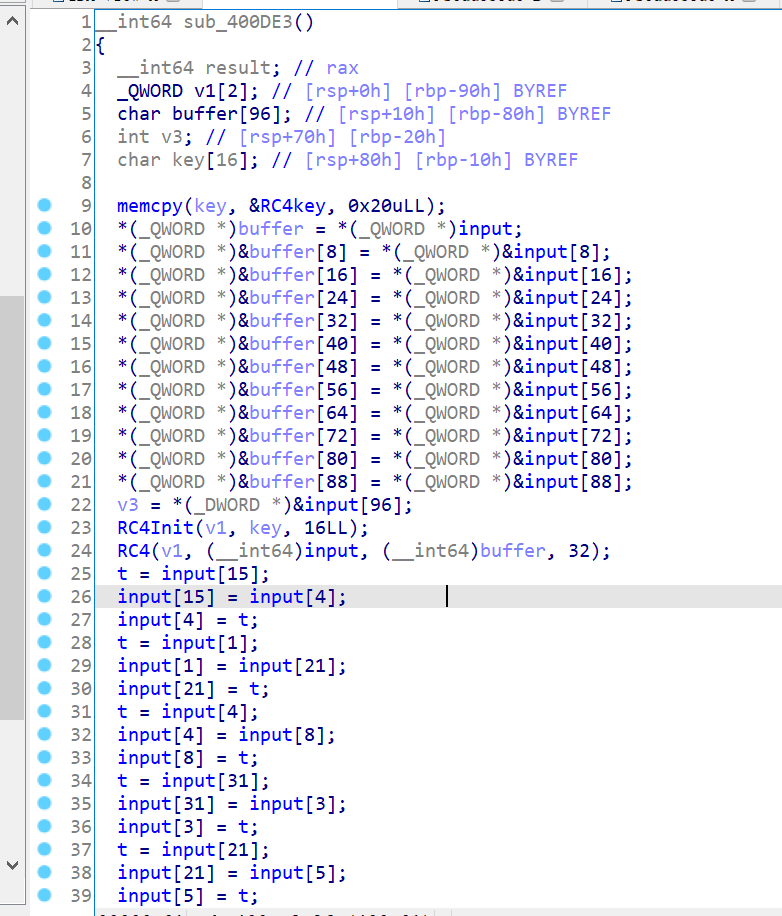 1 __int64 sub_400DE3()
2 {
3 __int64 result; // rax
4 _QWORD v1[2]; // [rsp+0h] [rbp-90h] BYREF
5 char buffer[96]; // [rsp+10h] [rbp-80h] BYREF
6 int v3; // [rsp+70h] [rbp-20h]
7 char key[16]; // [rsp+80h] [rbp-10h] BYREF
8
9 memcpy(key, &RC4key, 0x20uLL);
10 *(_QWORD *)buffer = *(_QWORD *)input;
11 *(_QWORD *)&buffer[8] = *(_QWORD *)&input[8];
12 *(_QWORD *)&buffer[16] = *(_QWORD *)&input[16];
13 *(_QWORD *)&buffer[24] = *(_QWORD *)&input[24];
14 *(_QWORD *)&buffer[32] = *(_QWORD *)&input[32];
15 *(_QWORD *)&buffer[40] = *(_QWORD *)&input[40];
16 *(_QWORD *)&buffer[48] = *(_QWORD *)&input[48];
17 *(_QWORD *)&buffer[56] = *(_QWORD *)&input[56];
18 *(_QWORD *)&buffer[64] = *(_QWORD *)&input[64];
19 *(_QWORD *)&buffer[72] = *(_QWORD *)&input[72];
20 *(_QWORD *)&buffer[80] = *(_QWORD *)&input[80];
21 *(_QWORD *)&buffer[88] = *(_QWORD *)&input[88];
22 v3 = *(_DWORD *)&input[96];
23 RC4Init(v1, key, 16LL);
24 RC4(v1, (__int64)input, (__int64)buffer, 32);
25 t = input[15];
26 input[15] = input[4];
27 input[4] = t;
28 t = input[1];
29 input[1] = input[21];
30 input[21] = t;
31 t = input[4];
32 input[4] = input[8];
33 input[8] = t;
34 t = input[31];
35 input[31] = input[3];
36 input[3] = t;
37 t = input[21];
38 input[21] = input[5];
39 input[5] = t;